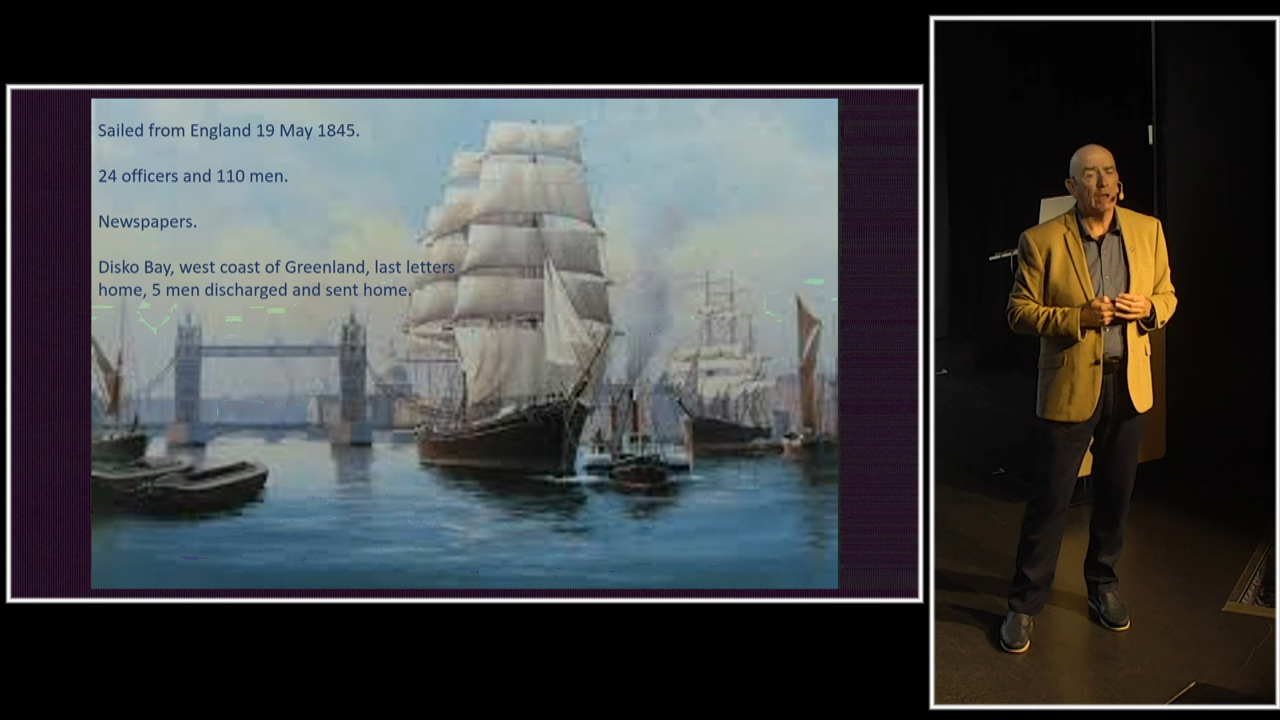 Sailed from England 19 May 1845.
24 officers and 110 men.
Newspapers.
Disko Bay, west coast of Greenland, last letters
home, 5 men discharged and sent home.